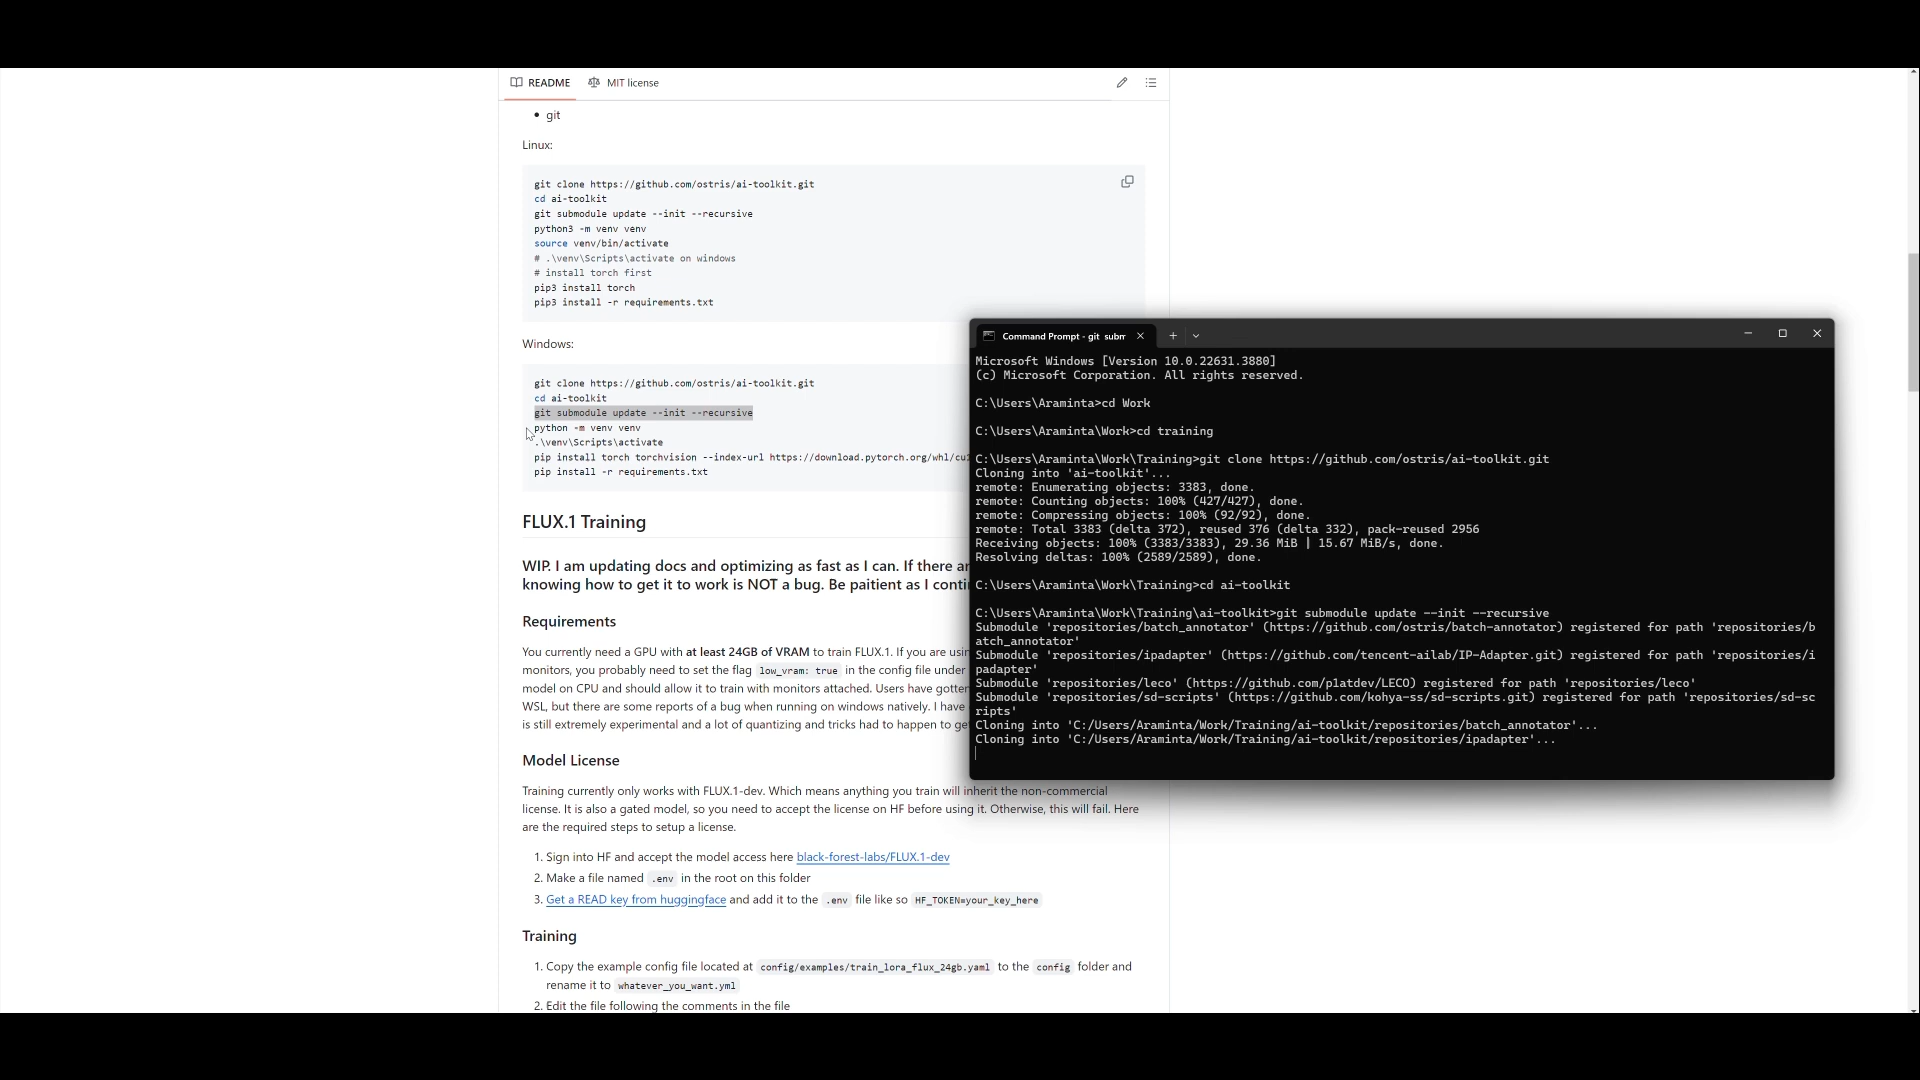 README MIT license
• git
Linux:
git clone https://github.com/ostris/ai-toolkit.git
cd ai-toolkit
git submodule update --init --recursive
python3 -m venv venv
source venv/bin/activate
# .\venv\Scripts\activate on windows
# install torch first
pip3 install torch
pip3 install -r requirements.txt
Windows:
git clone https://github.com/ostris/ai-toolkit.git
cd ai-toolkit
git submodule update --init --recursive
python -m venv venv
.\venv\Scripts\activate
pip install torch torchvision --index-url https://download.pytorch.org/whl/cu
pip install -r requirements.txt
FLUX.1 Training
WIP. I am updating docs and optimizing as fast as I can. If there
knowing how to get it to work is NOT a bug. Be paitient as I
Requirements
You currently need a GPU with at least 24GB of VRAM to train FLUX.1. If you are
monitors, you probably need to set the flag low_vram: true in the config file under
model on CPU and should allow it to train with monitors attached. Users have
WSL, but there are some reports of a bug when running on windows natively. I have
is still extremely experimental and a lot of quantizing and tricks had to happen to
Model License
Training currently only works with FLUX.1-dev. Which means anything you train will inherit the non-commercial
license. It is also a gated model, so you need to accept the license on HF before using it. Otherwise, this will fail. Here
are the required steps to setup a license.
1. Sign into HF and accept the model access here black-forest-labs/FLUX.1-dev
2. Make a file named .env in the root on this folder
3. Get a READ key from huggingface and add it to the .env file like so HF_TOKEN=your_key_here
Training
1. Copy the example config file located at config/examples/train_lora_flux_24gb.yaml to the config folder and
rename it to whatever_you_want.yml
2. Edit the file following the comments in the file
Command Prompt - git subm
Microsoft Windows [Version 10.0.22631.3880]
(c) Microsoft Corporation. All rights reserved.
C:\Users\Araminta>cd Work
C:\Users\Araminta\Work>cd training
C:\Users\Araminta\Work\Training>git clone https://github.com/ostris/ai-toolkit.git
Cloning into 'ai-toolkit'...
remote: Enumerating objects: 3383, done.
remote: Counting objects: 100% (427/427), done.
remote: Compressing objects: 100% (92/92), done.
remote: Total 3383 (delta 372), reused 376 (delta 332), pack-reused 2956
Receiving objects: 100% (3383/3383), 29.36 MiB | 15.67 MiB/s, done.
Resolving deltas: 100% (2589/2589), done.
C:\Users\Araminta\Work\Training>cd ai-toolkit
C:\Users\Araminta\Work\Training\ai-toolkit>git submodule update --init --recursive
Submodule 'repositories/batch_annotator' (https://github.com/ostris/batch-annotator) registered for path 'repositories/b
atch_annotator'
Submodule 'repositories/ipadapter' (https://github.com/tencent-ailab/IP-Adapter.git) registered for path 'repositories/i
padapter'
Submodule 'repositories/leco' (https://github.com/p1atdev/LECO) registered for path 'repositories/leco'
Submodule 'repositories/sd-scripts' (https://github.com/kohya-ss/sd-scripts.git) registered for path 'repositories/sd-sc
ripts'
Cloning into 'C:/Users/Araminta/Work/Training/ai-toolkit/repositories/batch_annotator'...
Cloning into 'C:/Users/Araminta/Work/Training/ai-toolkit/repositories/ipadapter'...